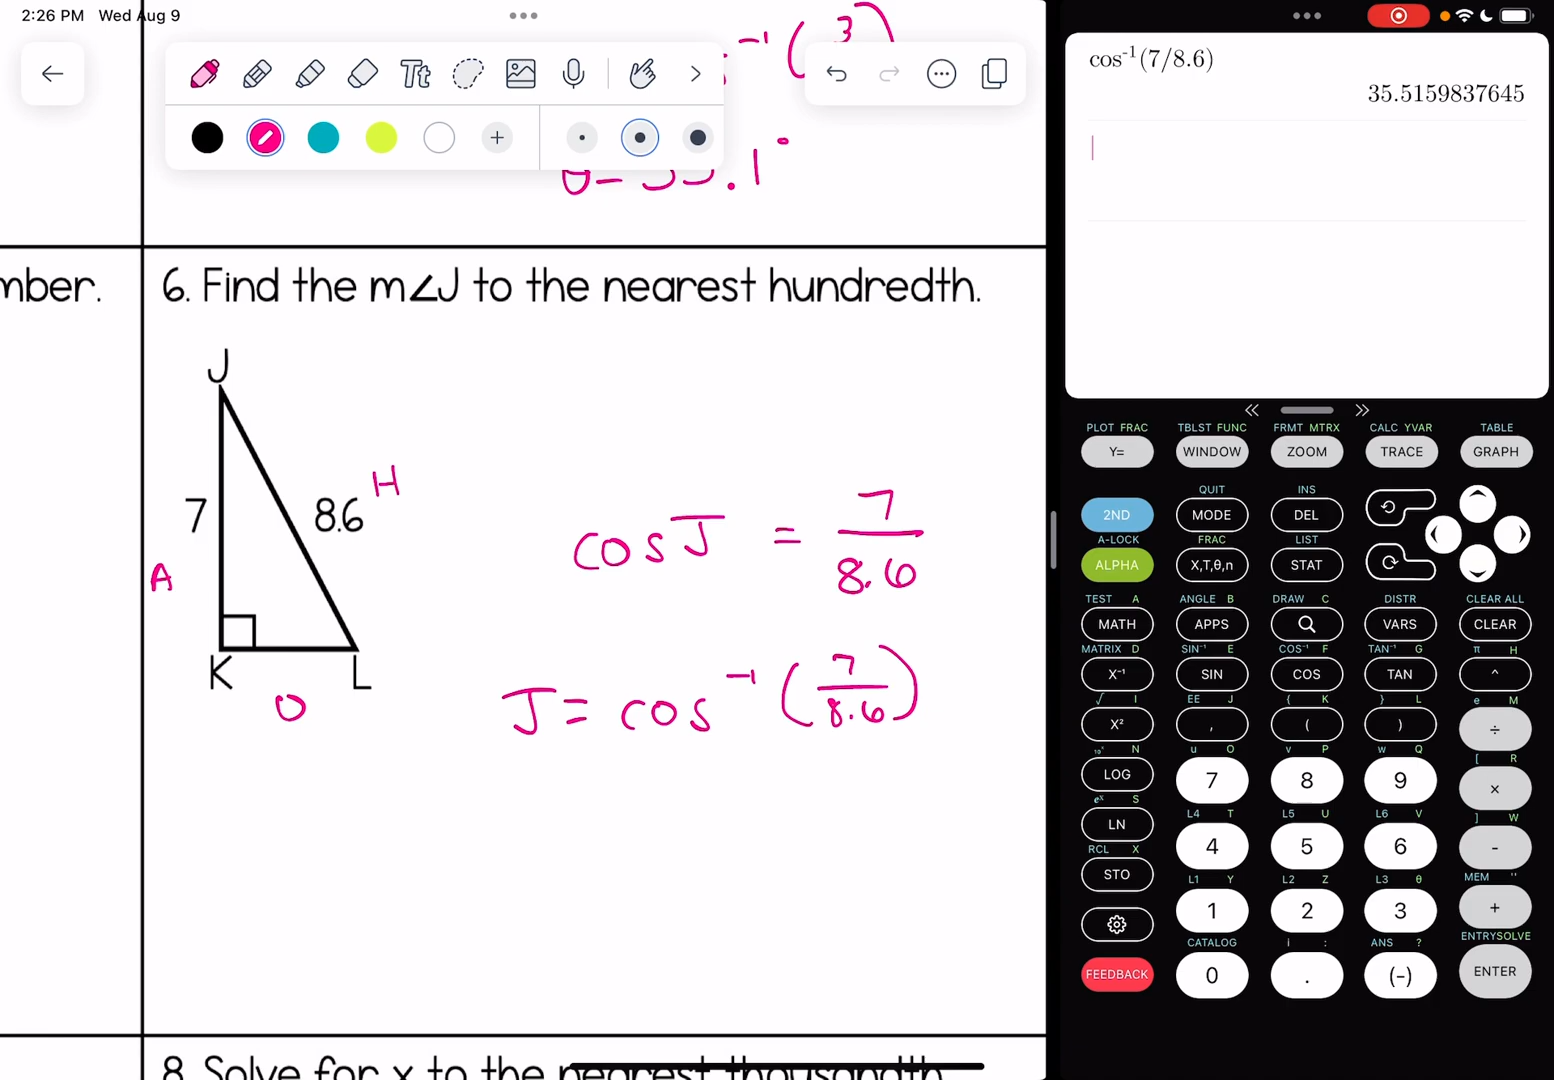 2:26 PM Wed Aug 9
Tt
-1 ( 3 )
.1°
mber.
6. Find the m∠J to the nearest hundredth.
J
7
8.6
H
A
K
L
O
cos J = 7/8.6
J = cos⁻¹ (7/8.6)
8. Solve for x to the nearest thousandth.
cos⁻¹(7/8.6)
35.5159837645
PLOT FRAC TBLST FUNC FRMT MTRX CALC YVAR TABLE
Y= WINDOW ZOOM TRACE GRAPH
QUIT INS
2ND MODE DEL
A-LOCK FRAC LIST
ALPHA X,T,θ,n STAT
TEST A ANGLE B DRAW C DISTR CLEAR ALL
MATH APPS VARS CLEAR
MATRIX D SIN⁻¹ E COS⁻¹ F TAN⁻¹ G π H
X⁻¹ SIN COS TAN ^
√ I EE J { K } L e M
X² , ( ) ÷
10ˣ N u O v P w Q [ R
LOG 7 8 9 ×
eˣ S L4 T L5 U L6 V ] W
LN 4 5 6 -
RCL X L1 Y L2 Z L3 θ MEM "
STO 1 2 3 +
CATALOG i : ANS ? ENTRYSOLVE
FEEDBACK 0 . (-) ENTER